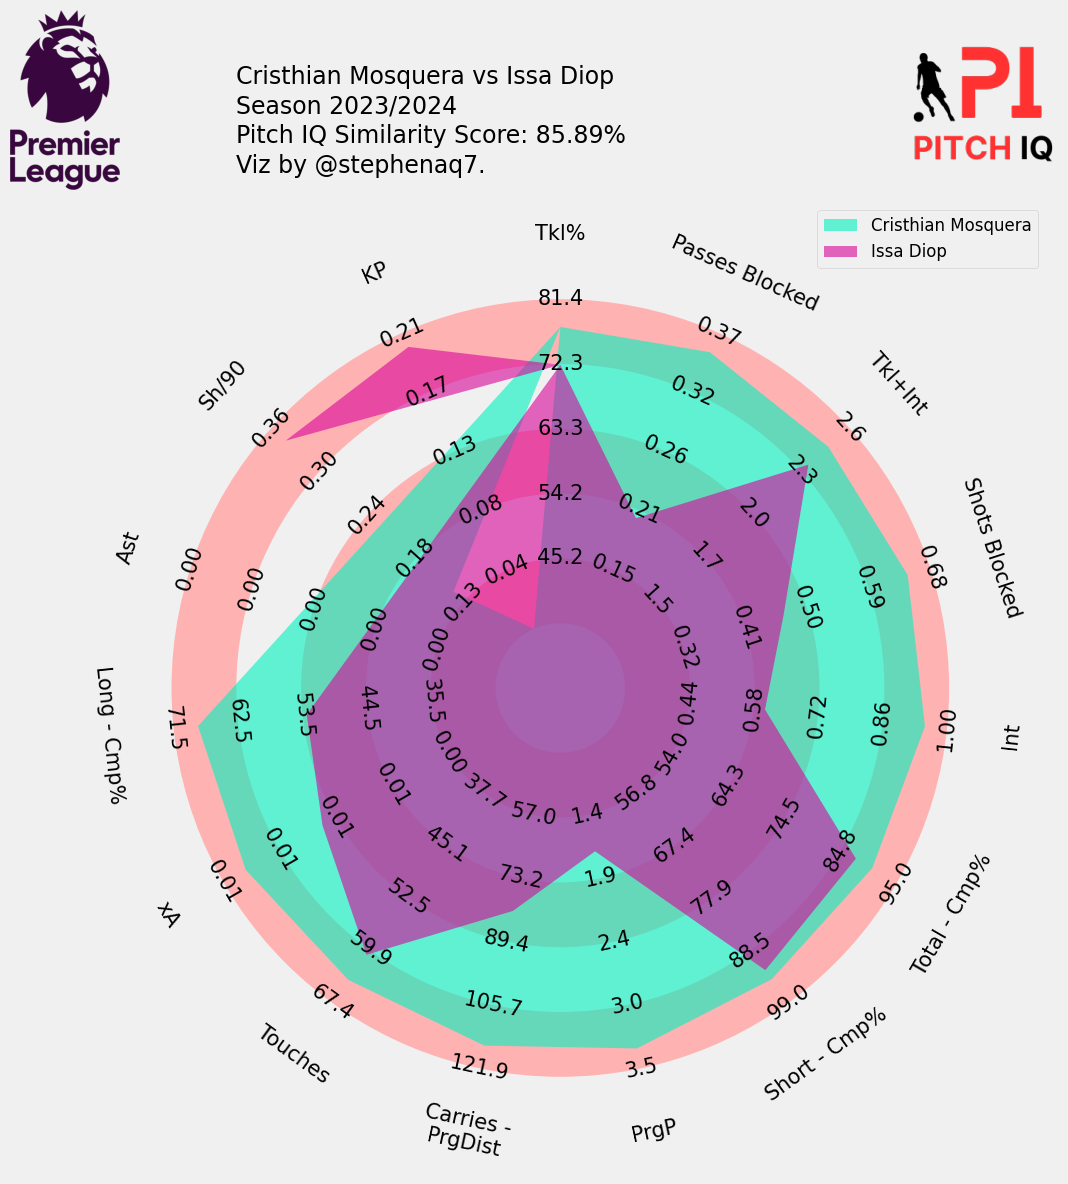 Premier
League
Cristhian Mosquera vs Issa Diop
Season 2023/2024
Pitch IQ Similarity Score: 85.89%
Viz by @stephenaq7.
PI
PITCH IQ
Cristhian Mosquera
Issa Diop
Tkl%
81.4
72.3
63.3
54.2
45.2
Passes Blocked
0.37
0.32
0.26
0.21
0.15
Tkl+Int
2.6
2.3
2.0
1.7
1.5
Shots Blocked
0.68
0.59
0.50
0.41
0.32
Int
1.00
0.86
0.72
0.58
0.44
Total - Cmp%
95.0
84.8
74.5
64.3
54.0
Short - Cmp%
99.0
88.5
77.9
67.4
56.8
PrgP
3.5
3.0
2.4
1.9
1.4
Carries -
PrgDist
121.9
105.7
89.4
73.2
57.0
Touches
67.4
59.9
52.5
45.1
37.7
xA
0.01
0.01
0.01
0.01
0.00
Long - Cmp%
71.5
62.5
53.5
44.5
35.5
Ast
0.00
0.00
0.00
0.00
0.00
Sh/90
0.36
0.30
0.24
0.18
0.13
KP
0.21
0.17
0.13
0.08
0.04